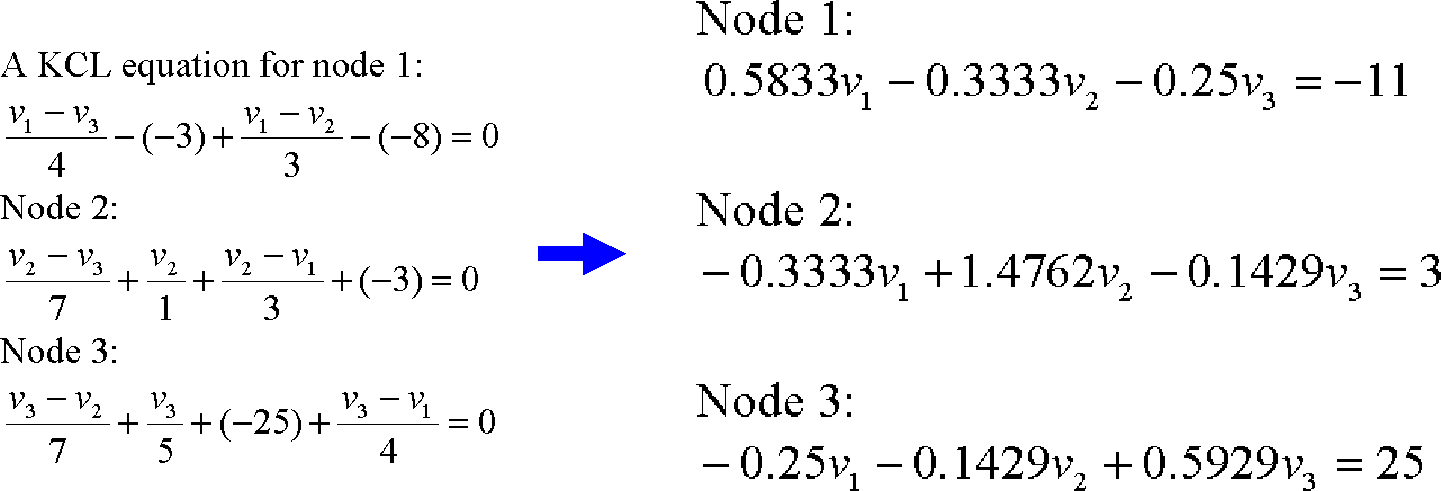 A KCL equation for node 1:
(v₁ − v₃)/4 − (−3) + (v₁ − v₂)/3 − (−8) = 0
Node 2:
(v₂ − v₃)/7 + v₂/1 + (v₂ − v₁)/3 + (−3) = 0
Node 3:
(v₃ − v₂)/7 + v₃/5 + (−25) + (v₃ − v₁)/4 = 0
Node 1:
0.5833v₁ − 0.3333v₂ − 0.25v₃ = −11
Node 2:
− 0.3333v₁ + 1.4762v₂ − 0.1429v₃ = 3
Node 3:
− 0.25v₁ − 0.1429v₂ + 0.5929v₃ = 25